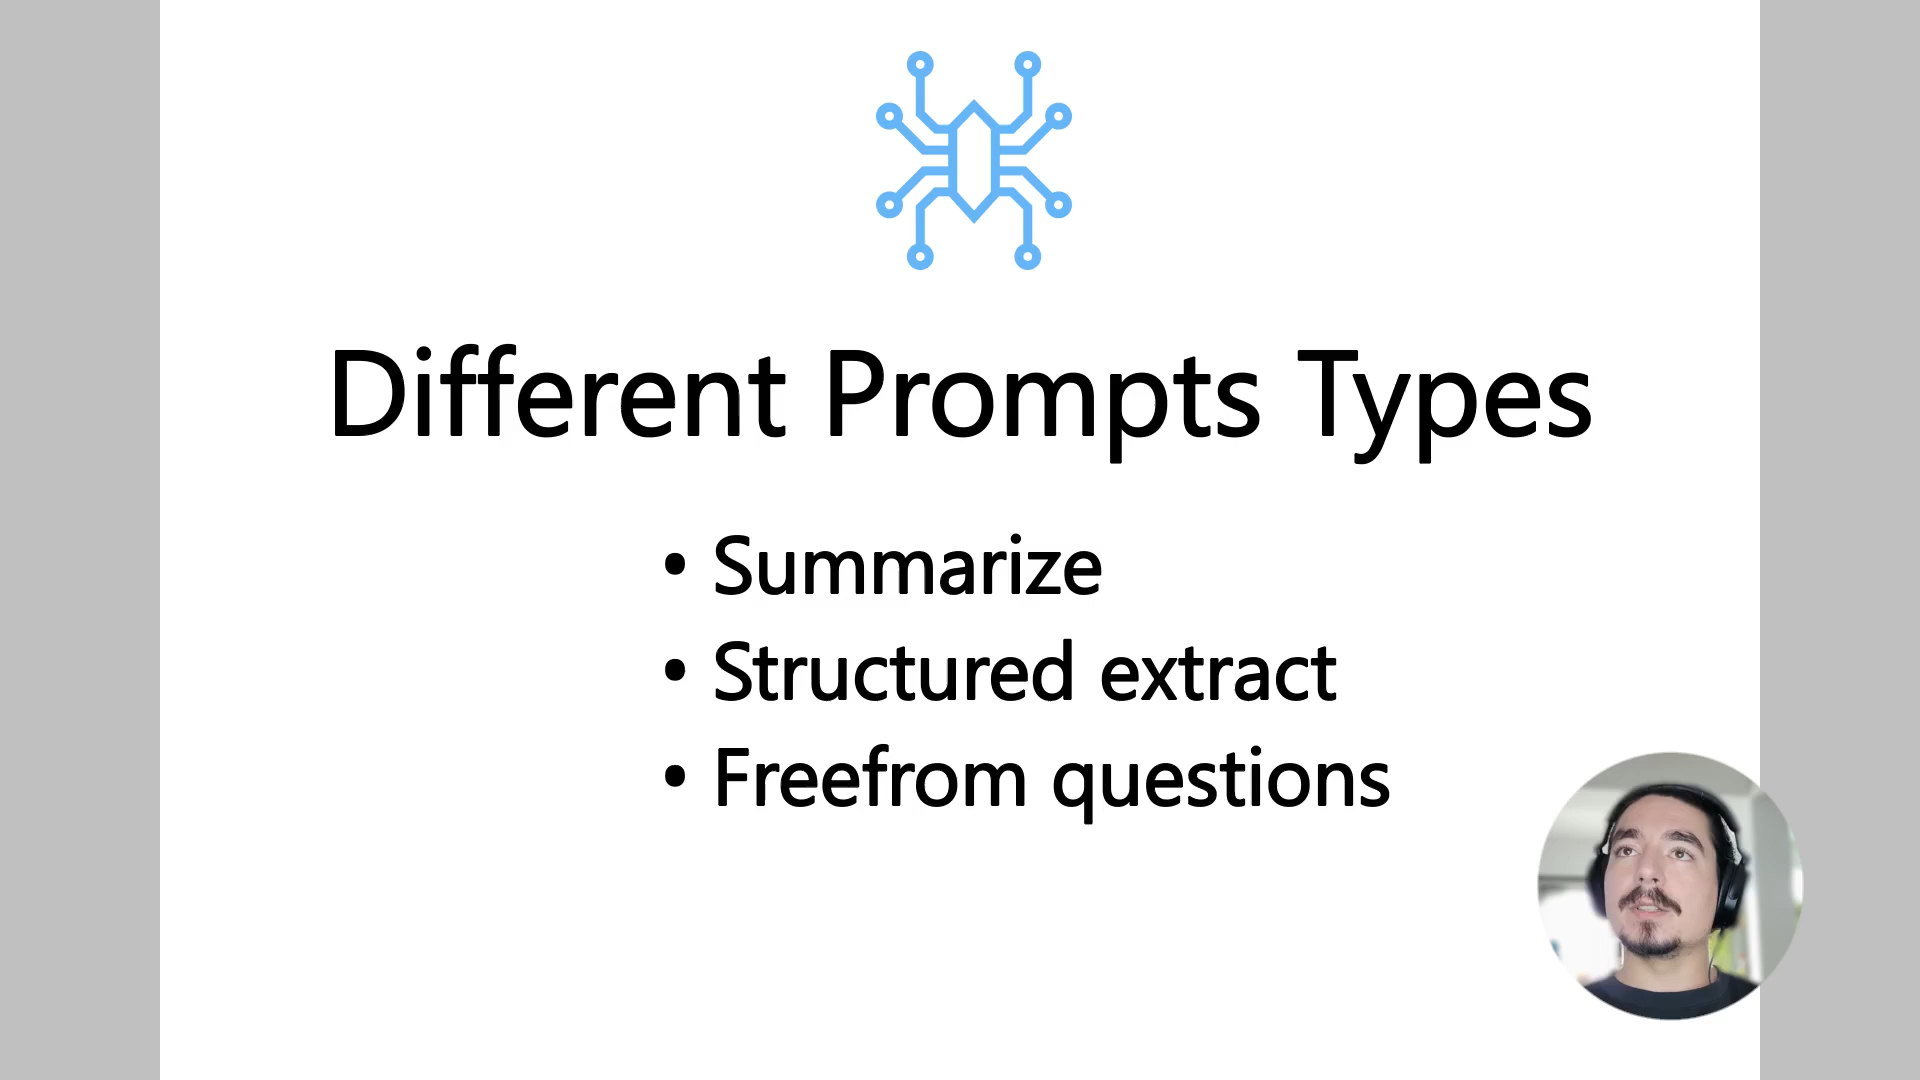 Different Prompts Types
• Summarize
• Structured extract
• Freefrom questions